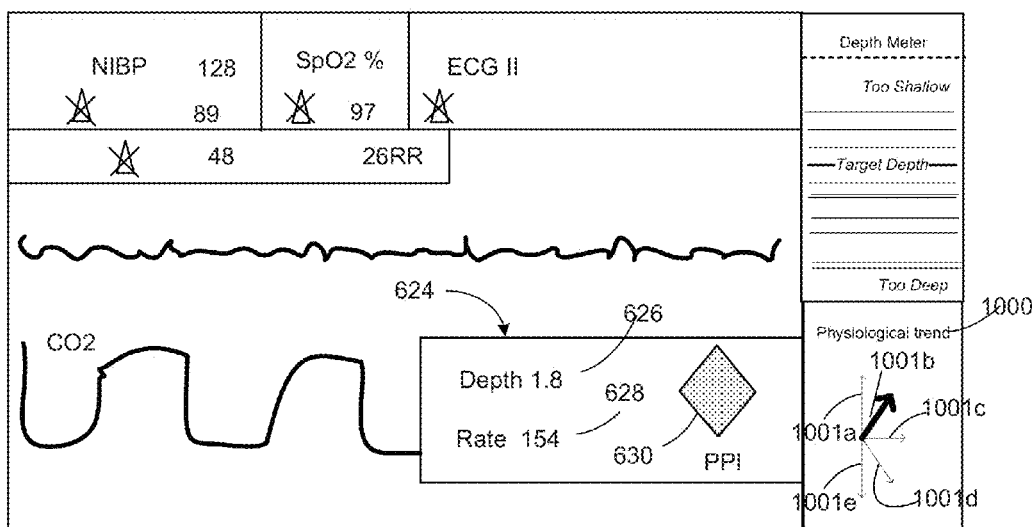 NIBP 128 SpO2 % ECG II
89 97
48 26RR
Depth Meter
Too Shallow
Target Depth
Too Deep
624 626
1000
Physiological trend
CO2
Depth 1.8
628
Rate 154
630 PPI
1001b
1001c
1001a
1001e 1001d